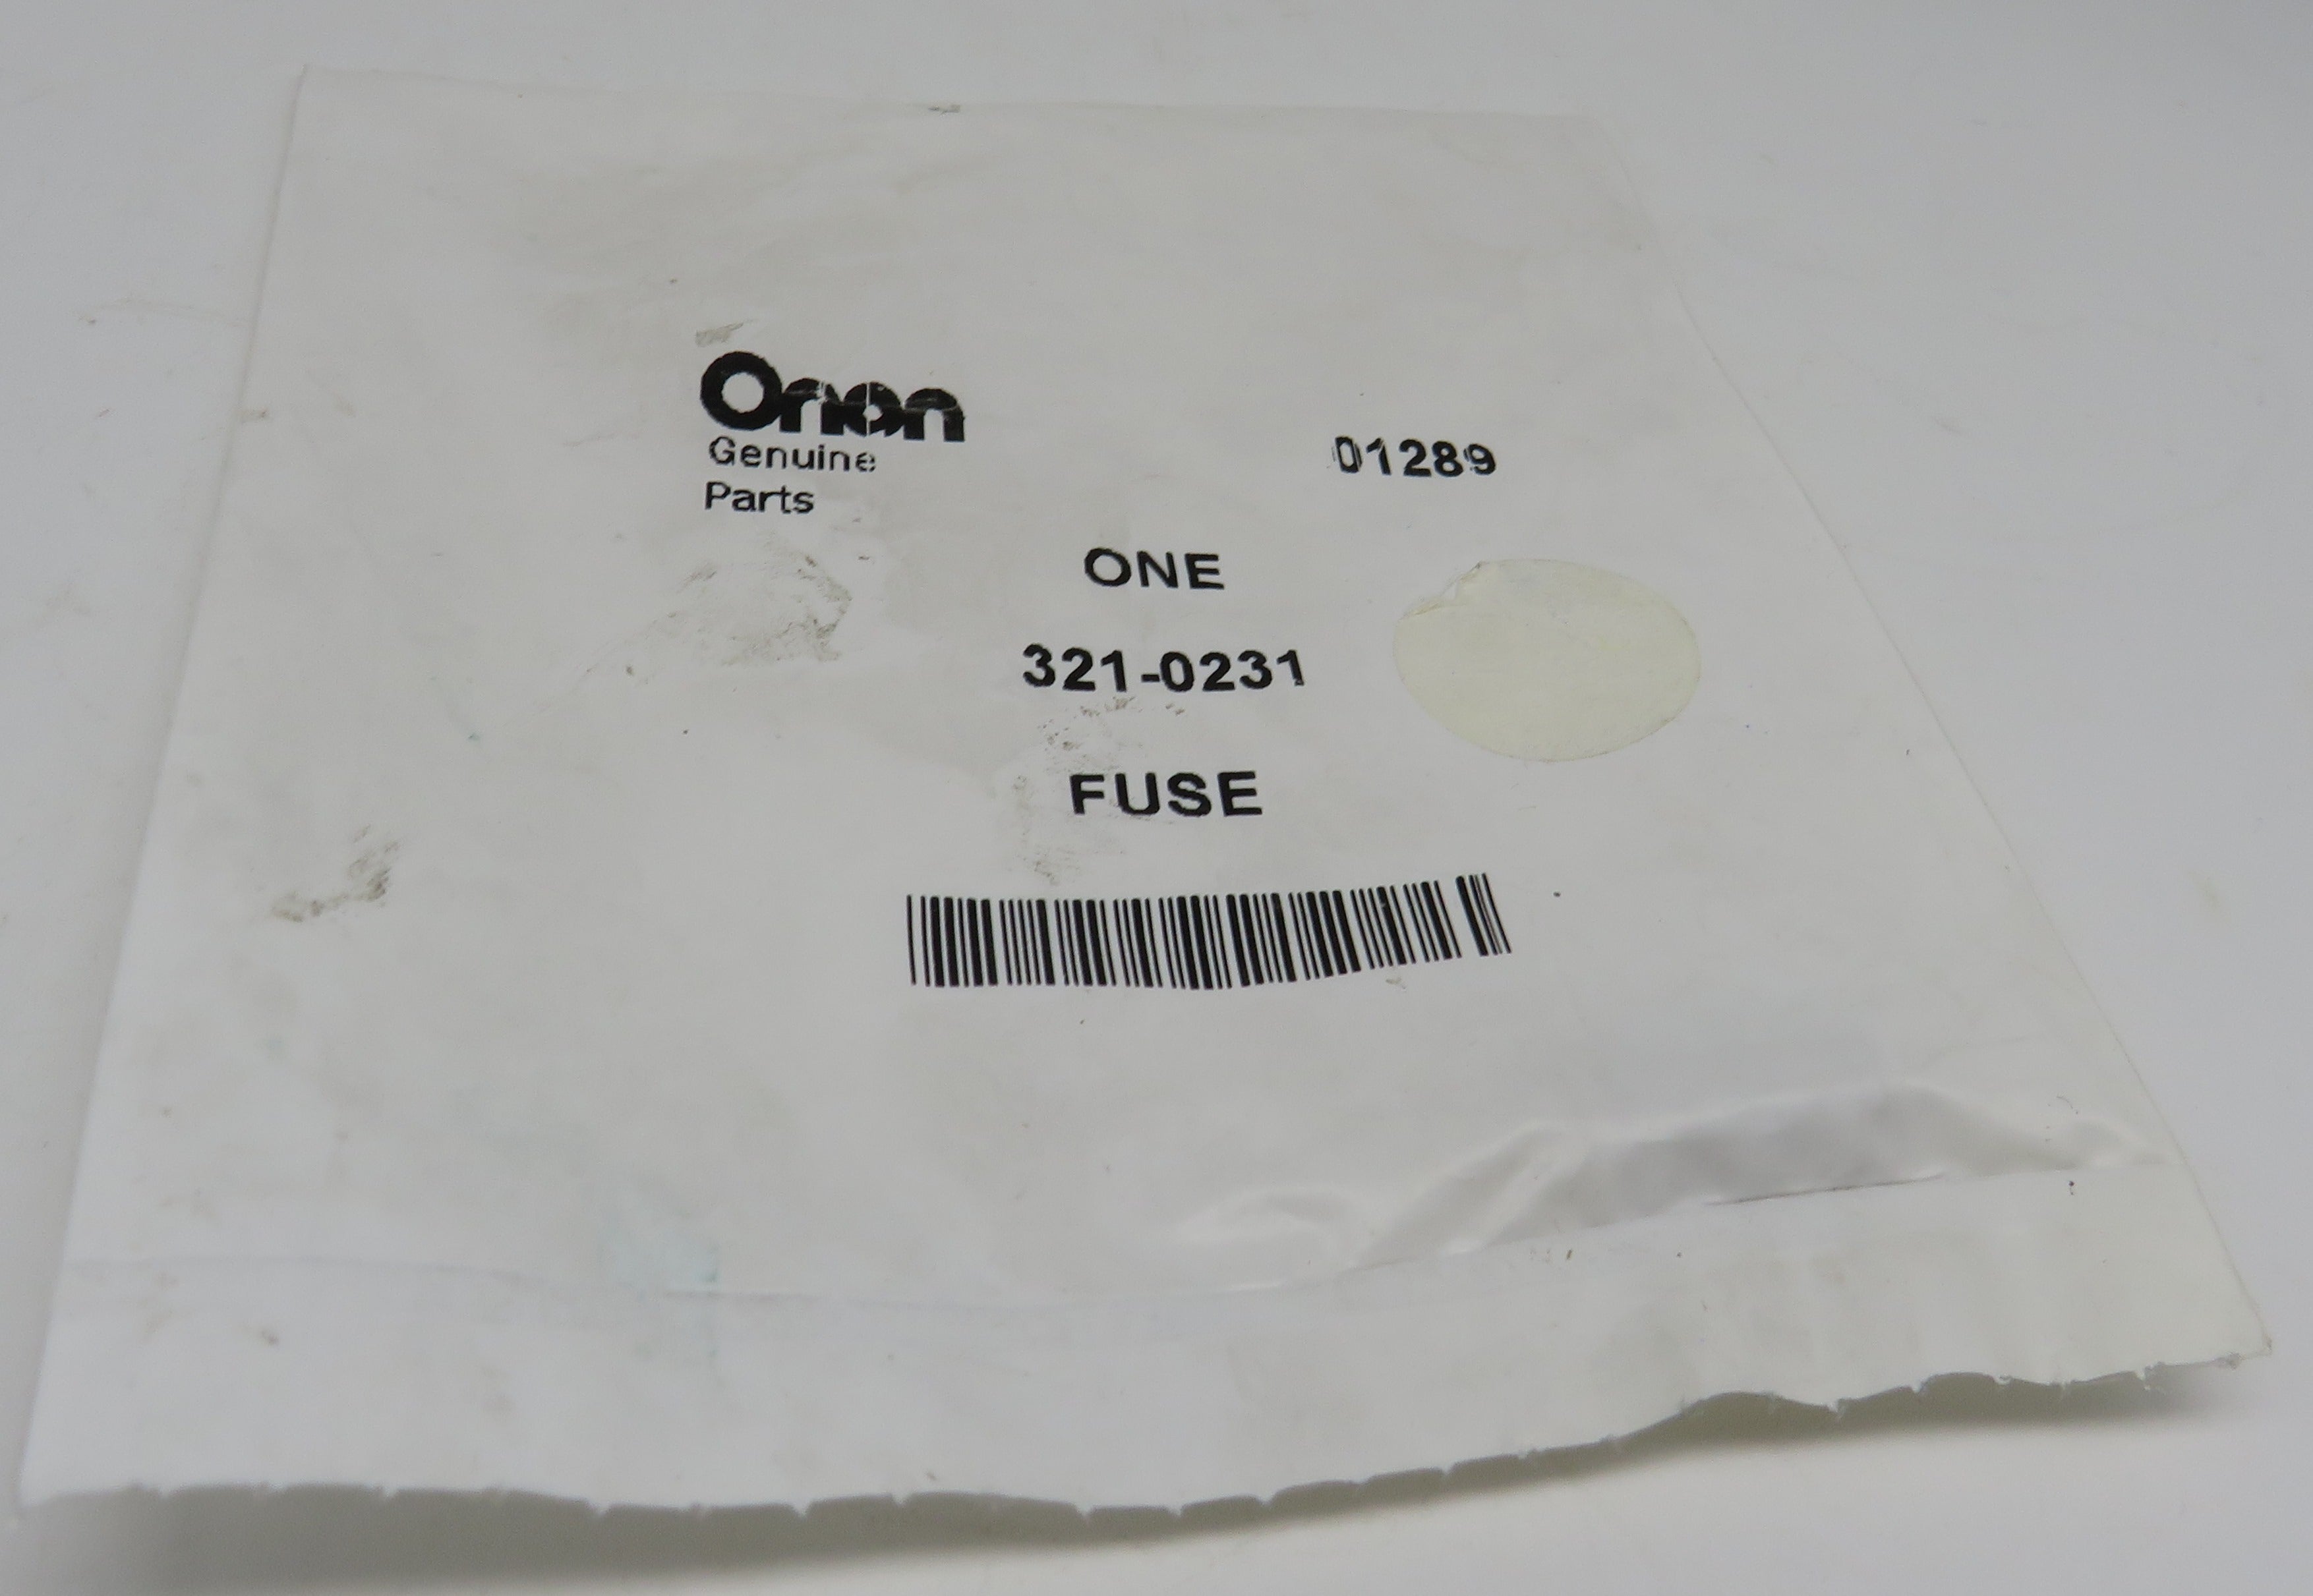 Onan
Genuine
Parts
01289
ONE
321-0231
FUSE